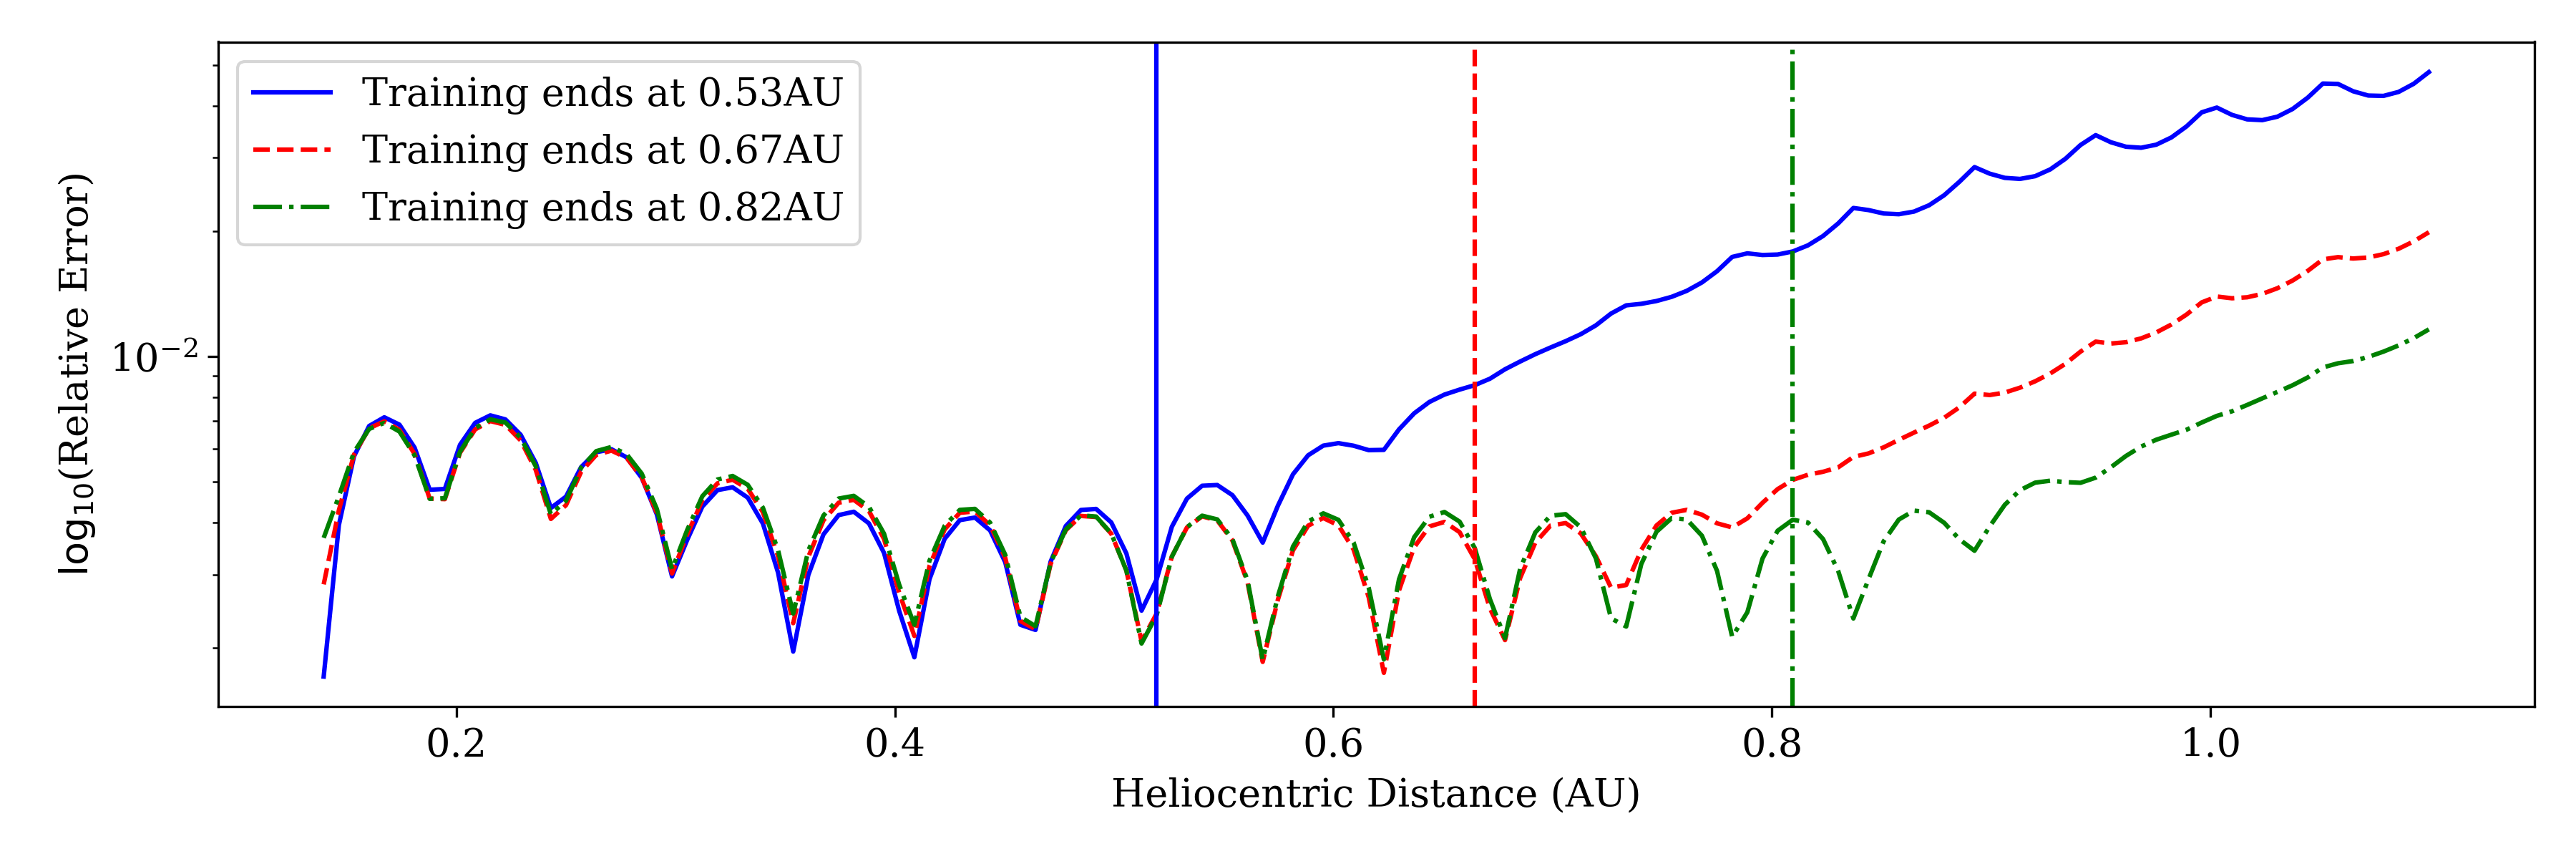 Training ends at 0.53AU
Training ends at 0.67AU
Training ends at 0.82AU
log₁₀(Relative Error)
10⁻²
0.2 0.4 0.6 0.8 1.0
Heliocentric Distance (AU)